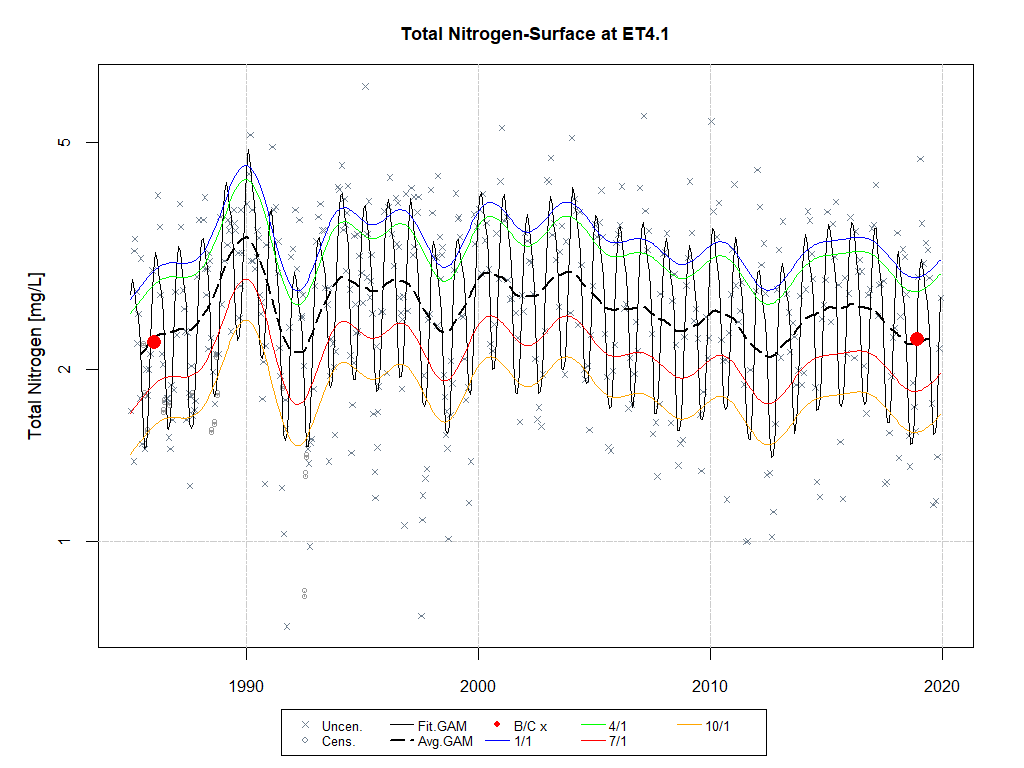 Total Nitrogen-Surface at ET4.1
Total Nitrogen [mg/L]
5
2
1
1990 2000 2010 2020
Uncen. Fit.GAM B/C x 4/1 10/1
Cens. Avg.GAM 1/1 7/1